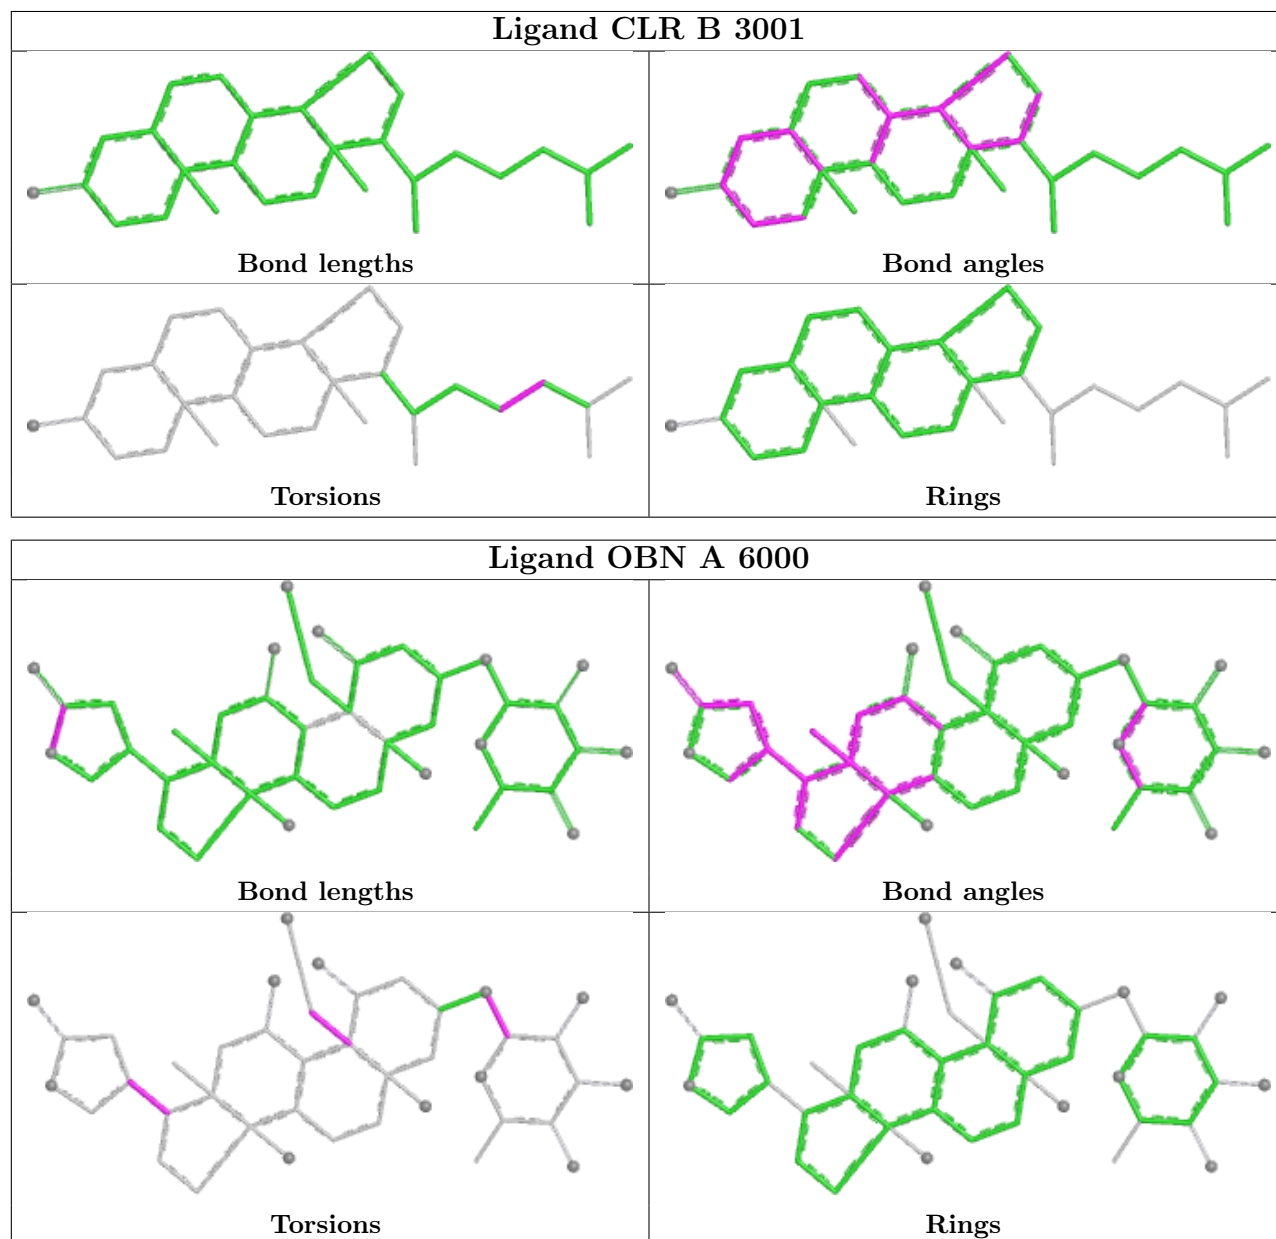 Ligand CLR B 3001
Bond lengths
Bond angles
Torsions
Rings
Ligand OBN A 6000
Bond lengths
Bond angles
Torsions
Rings